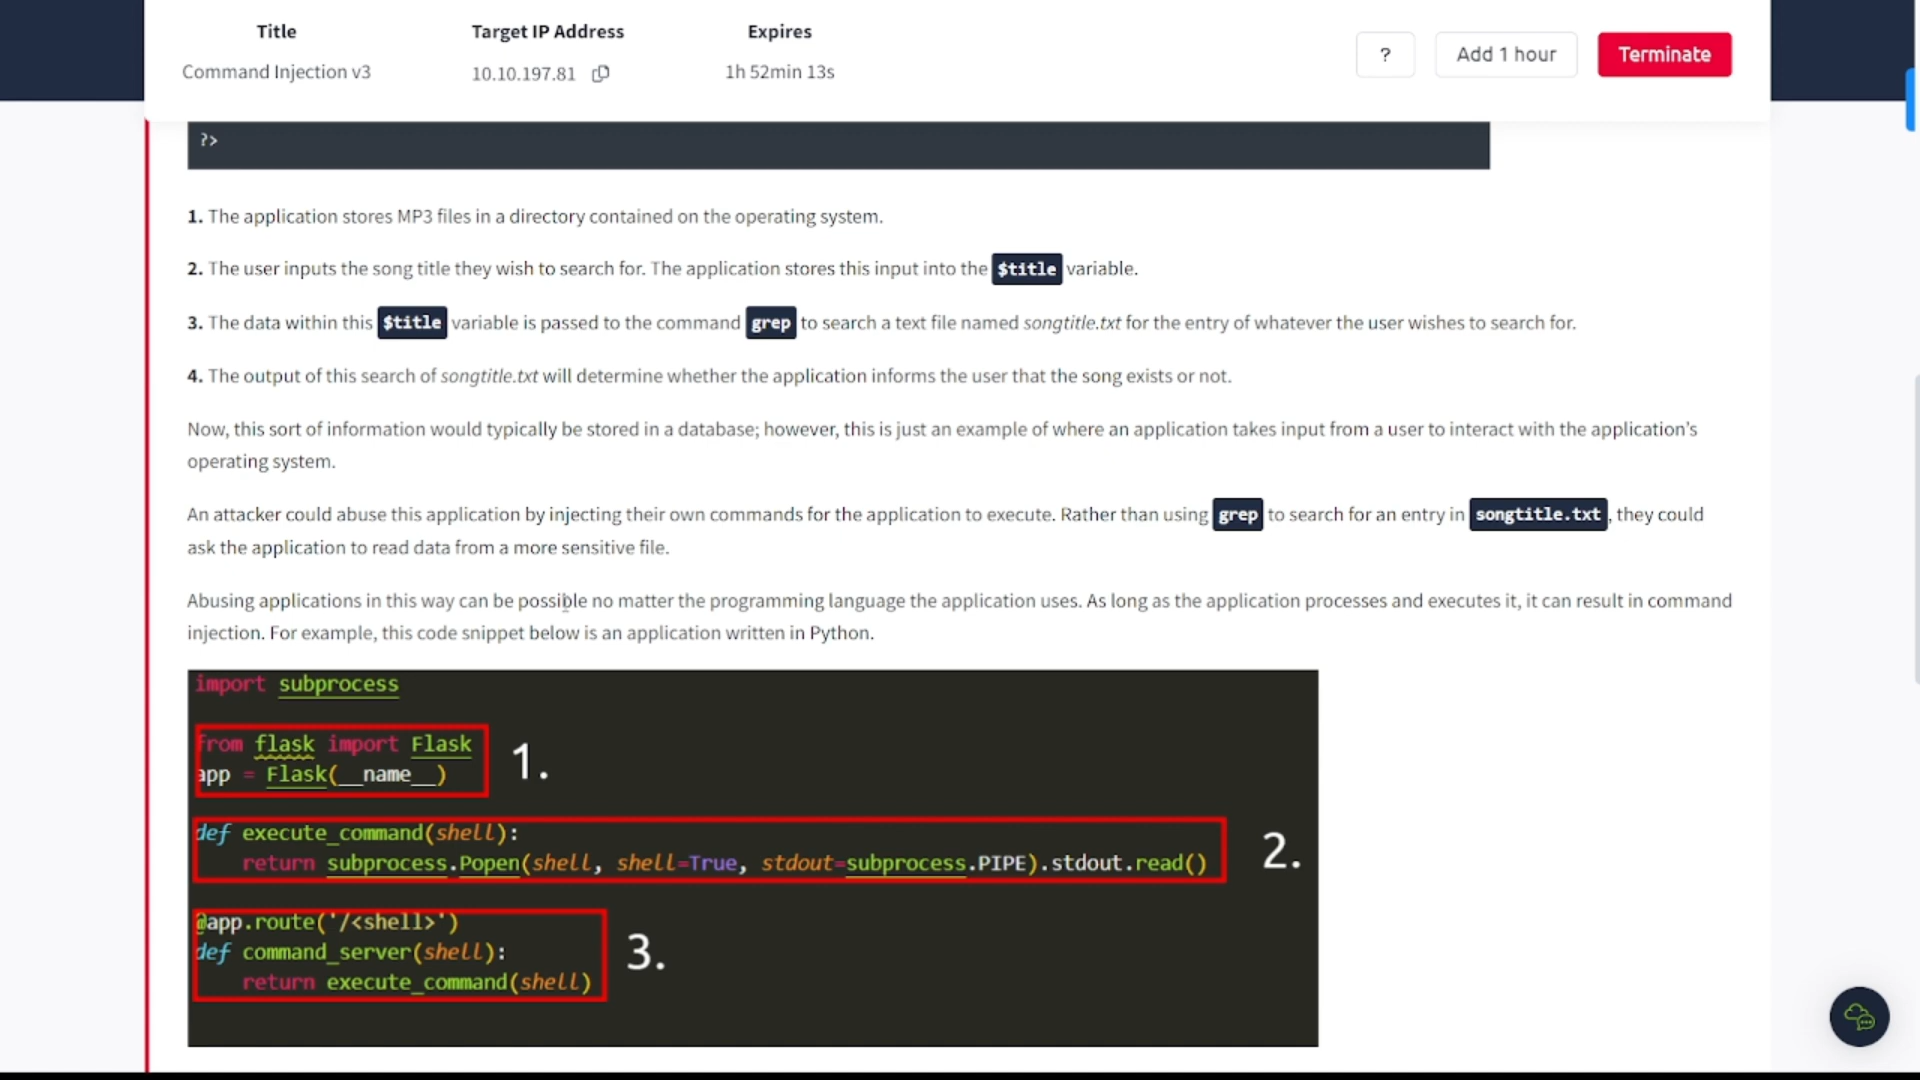 Title Target IP Address Expires
Command Injection v3 10.10.197.81 1h 52min 13s
? Add 1 hour Terminate
?>
1. The application stores MP3 files in a directory contained on the operating system.
2. The user inputs the song title they wish to search for. The application stores this input into the $title variable.
3. The data within this $title variable is passed to the command grep to search a text file named songtitle.txt for the entry of whatever the user wishes to search for.
4. The output of this search of songtitle.txt will determine whether the application informs the user that the song exists or not.
Now, this sort of information would typically be stored in a database; however, this is just an example of where an application takes input from a user to interact with the application's
operating system.
An attacker could abuse this application by injecting their own commands for the application to execute. Rather than using grep to search for an entry in songtitle.txt, they could
ask the application to read data from a more sensitive file.
Abusing applications in this way can be possible no matter the programming language the application uses. As long as the application processes and executes it, it can result in command
injection. For example, this code snippet below is an application written in Python.
import subprocess
from flask import Flask
app = Flask(__name__)
1.
def execute_command(shell):
return subprocess.Popen(shell, shell=True, stdout=subprocess.PIPE).stdout.read()
2.
@app.route('/<shell>')
def command_server(shell):
return execute_command(shell)
3.